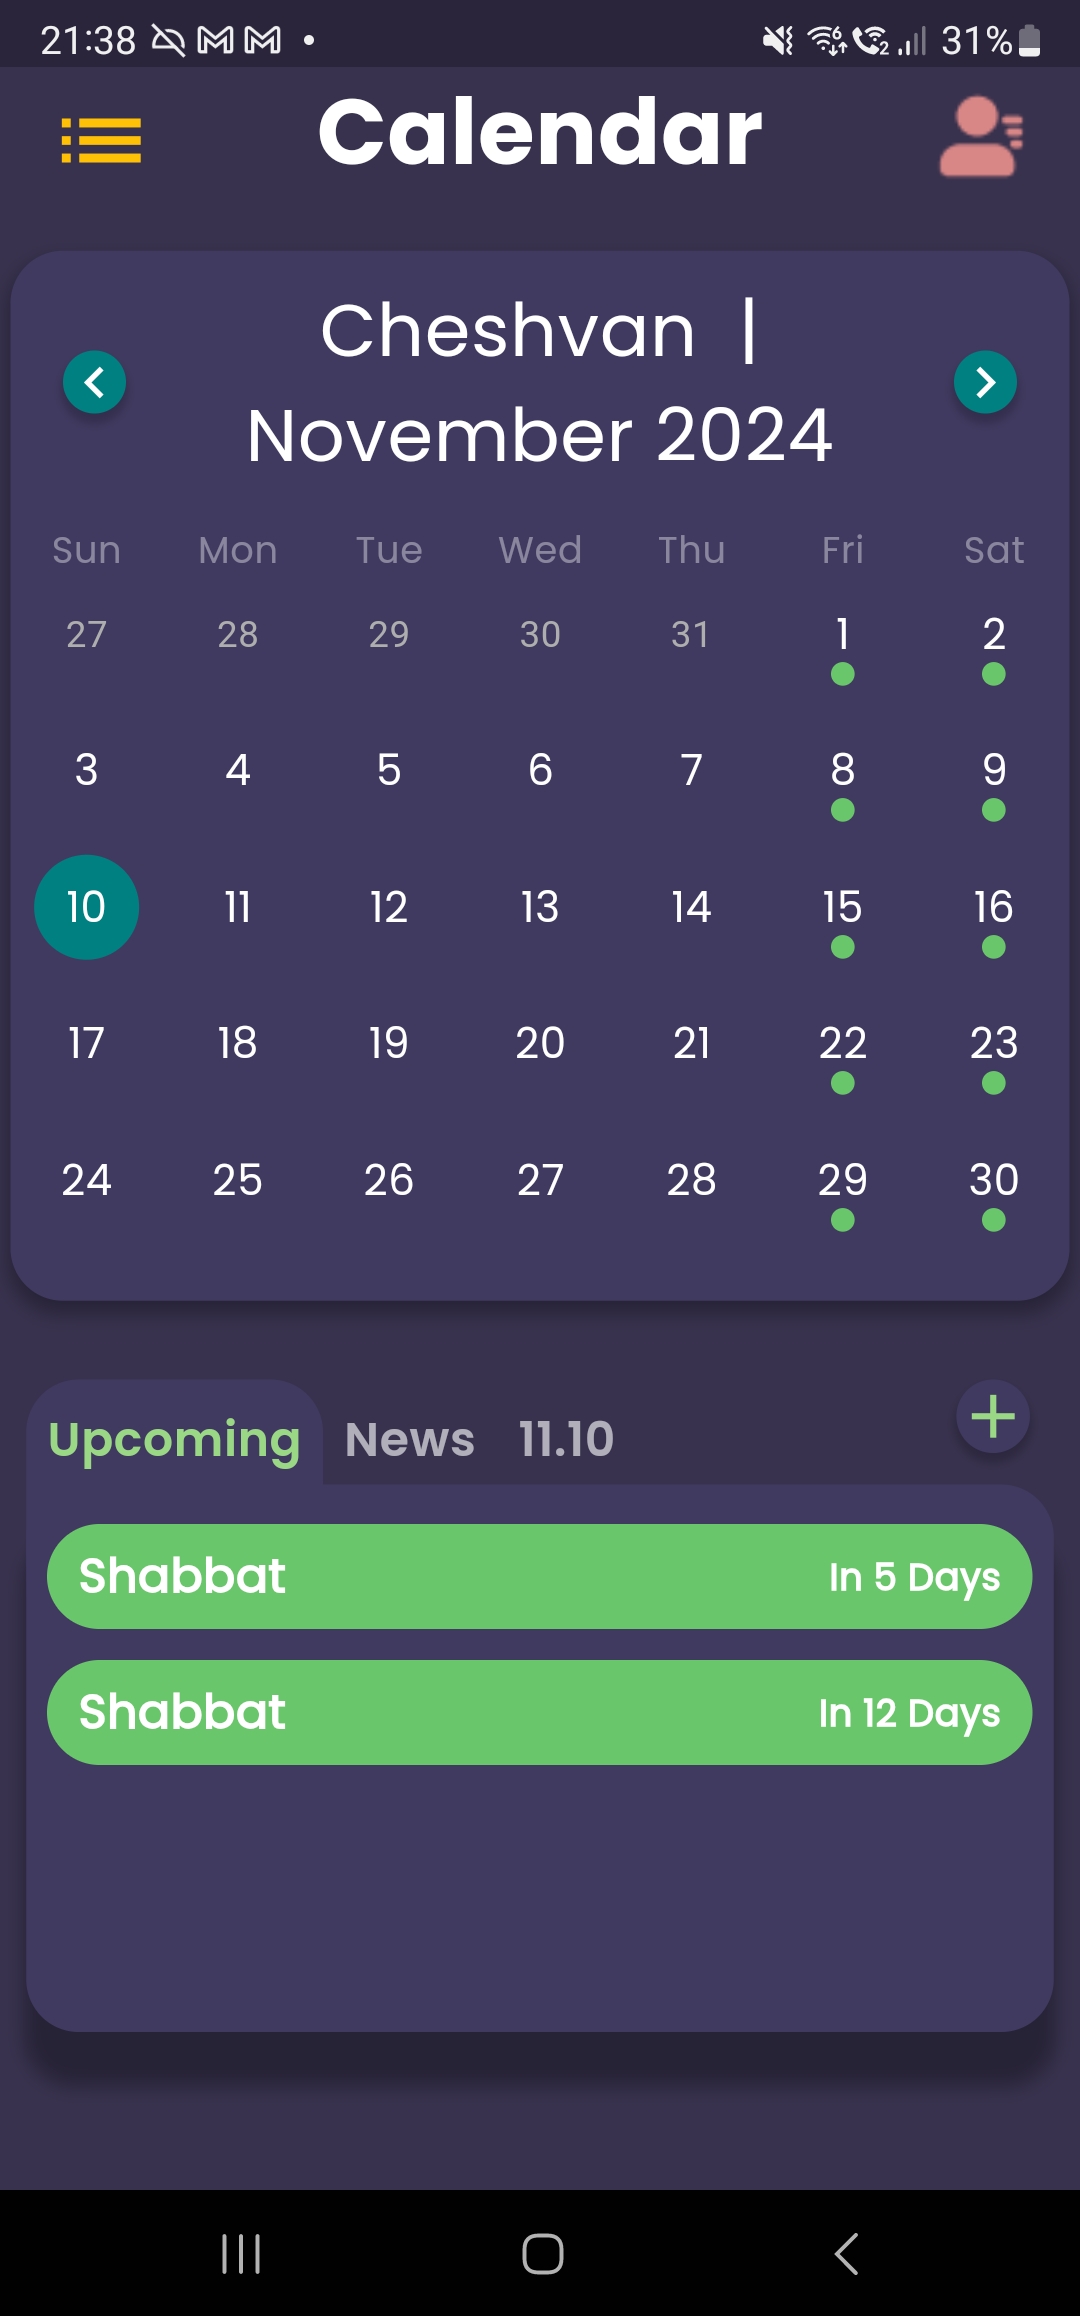 21:38 31%
Calendar
Cheshvan |
November 2024
Sun Mon Tue Wed Thu Fri Sat
27 28 29 30 31 1 2
3 4 5 6 7 8 9
10 11 12 13 14 15 16
17 18 19 20 21 22 23
24 25 26 27 28 29 30
Upcoming News 11.10
Shabbat In 5 Days
Shabbat In 12 Days